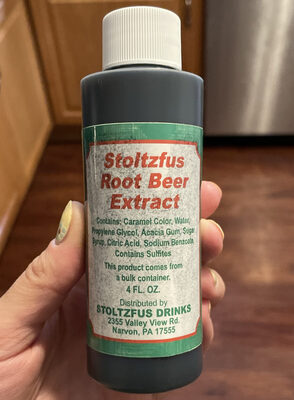 Stoltzfus
Root Beer
Extract
Contains; Caramel Color, Water,
Propylene Glycol, Acacia Gum, Sugar
Syrup, Citric Acid, Sodium Benzoate
Contains Sulfites
This product comes from
a bulk container.
4 FL. OZ.
Distributed by
STOLTZFUS DRINKS
2355 Valley View Rd.
Narvon, PA 17555